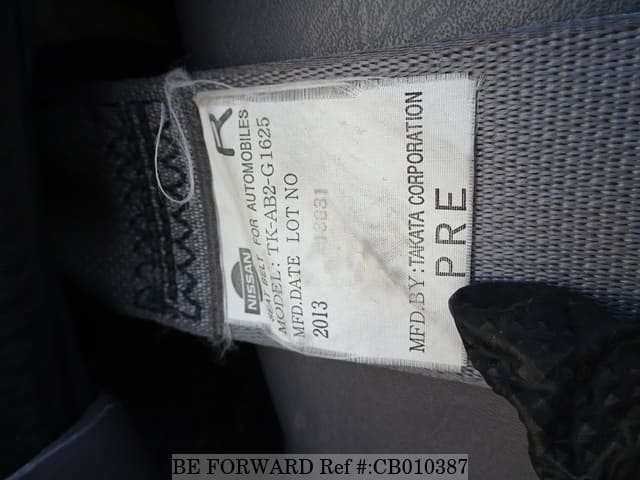 R
NISSAN
SEAT BELT FOR AUTOMOBILES
MODEL: TK-AB2-G1625
MFD.DATE LOT NO
2013
MFD.BY:TAKATA CORPORATION
PRE
BE FORWARD Ref #:CB010387